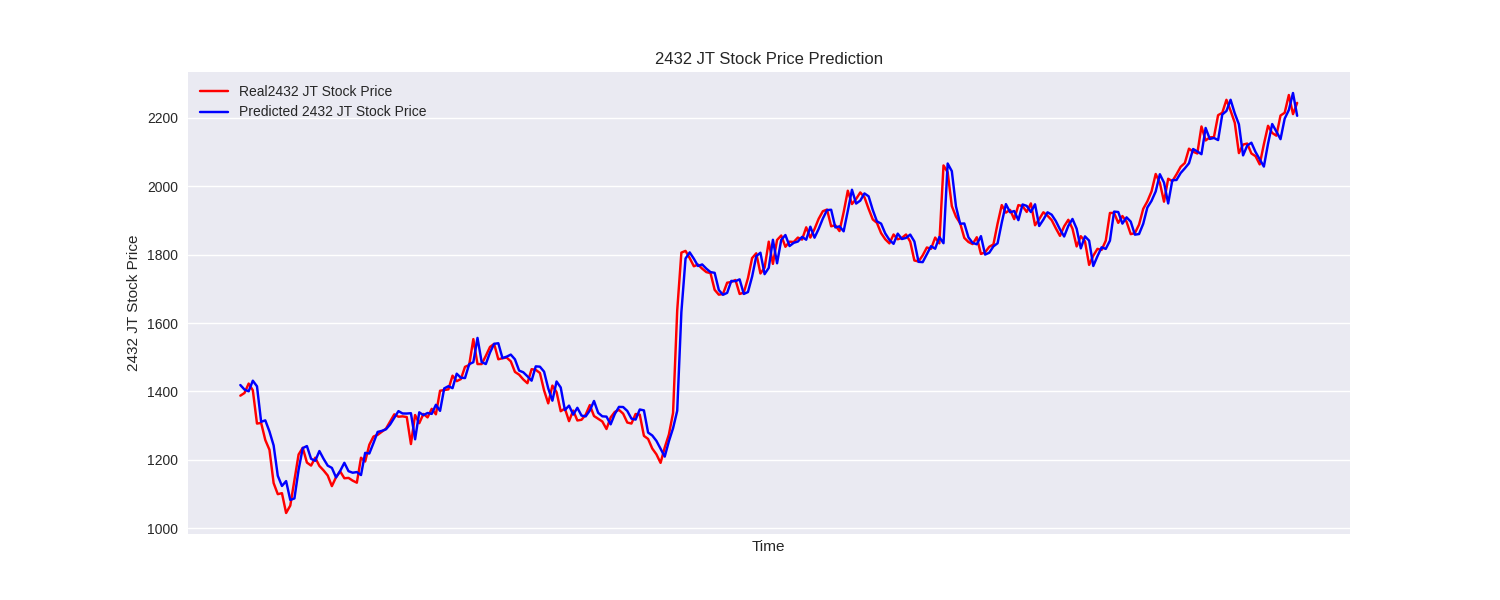 2432 JT Stock Price Prediction
Real2432 JT Stock Price
Predicted 2432 JT Stock Price
2432 JT Stock Price
2200
2000
1800
1600
1400
1200
1000
Time